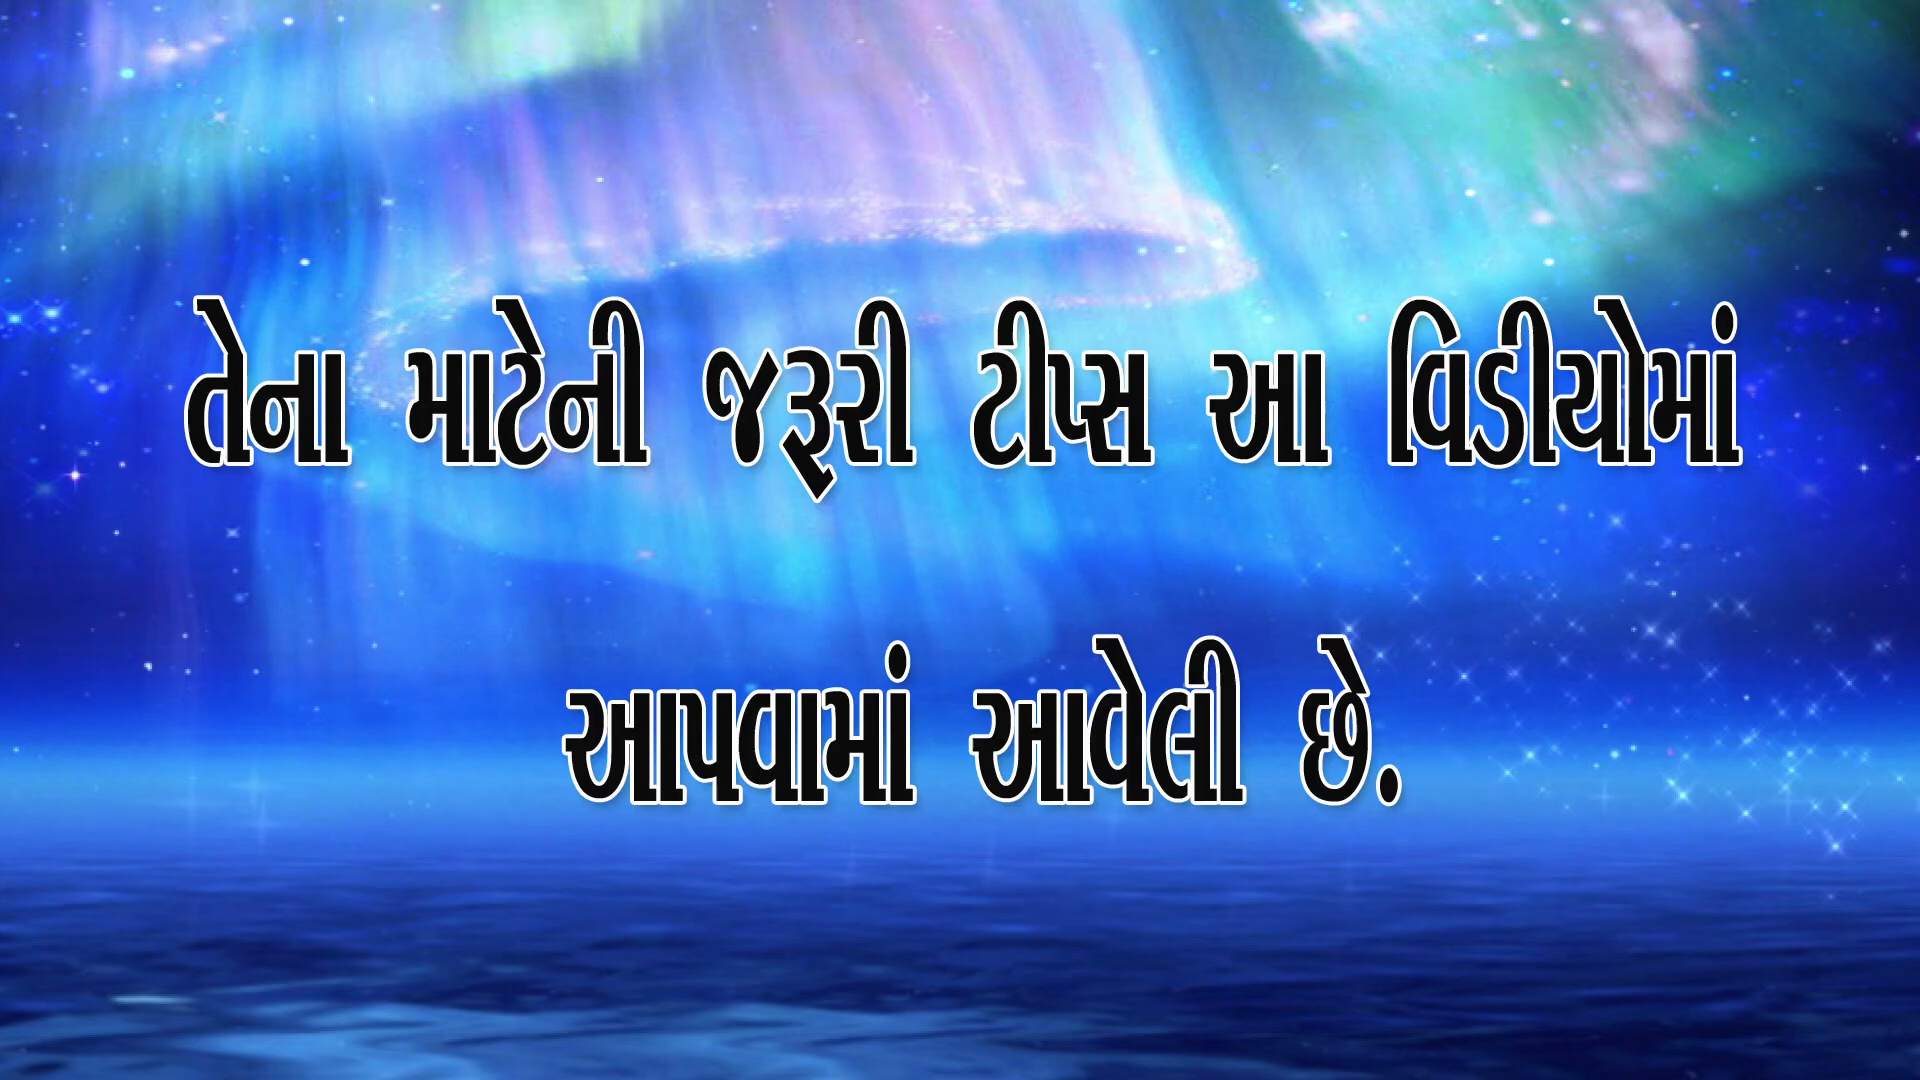 તેના માટેની જરૂરી ટીપ્સ આ વિડીયોમાં
આપવામાં આવેલી છે.